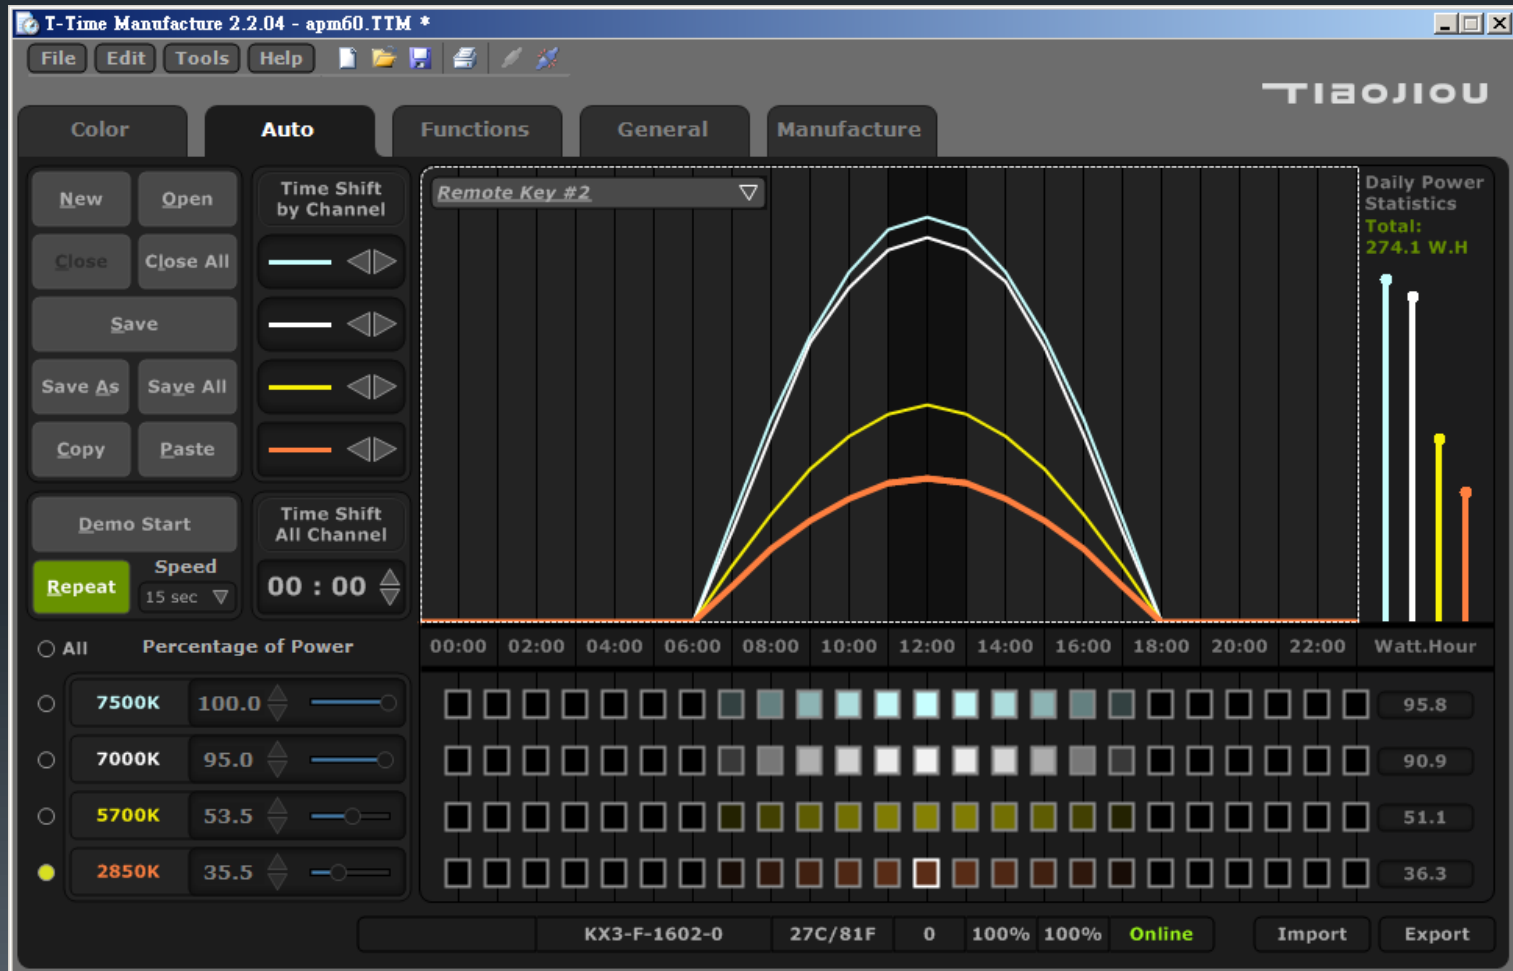 T-Time Manufacture 2.2.04 - apm60.TTM *
File Edit Tools Help
TIAOJIOU
Color Auto Functions General Manufacture
New Open
Close Close All
Save
Save As Save All
Copy Paste
Demo Start
Repeat
Speed
15 sec
Time Shift
by Channel
Time Shift
All Channel
00 : 00
Remote Key #2
Daily Power
Statistics
Total:
274.1 W.H
All Percentage of Power
00:00 02:00 04:00 06:00 08:00 10:00 12:00 14:00 16:00 18:00 20:00 22:00 Watt.Hour
7500K 100.0 95.8
7000K 95.0 90.9
5700K 53.5 51.1
2850K 35.5 36.3
KX3-F-1602-0 27C/81F 0 100% 100% Online Import Export